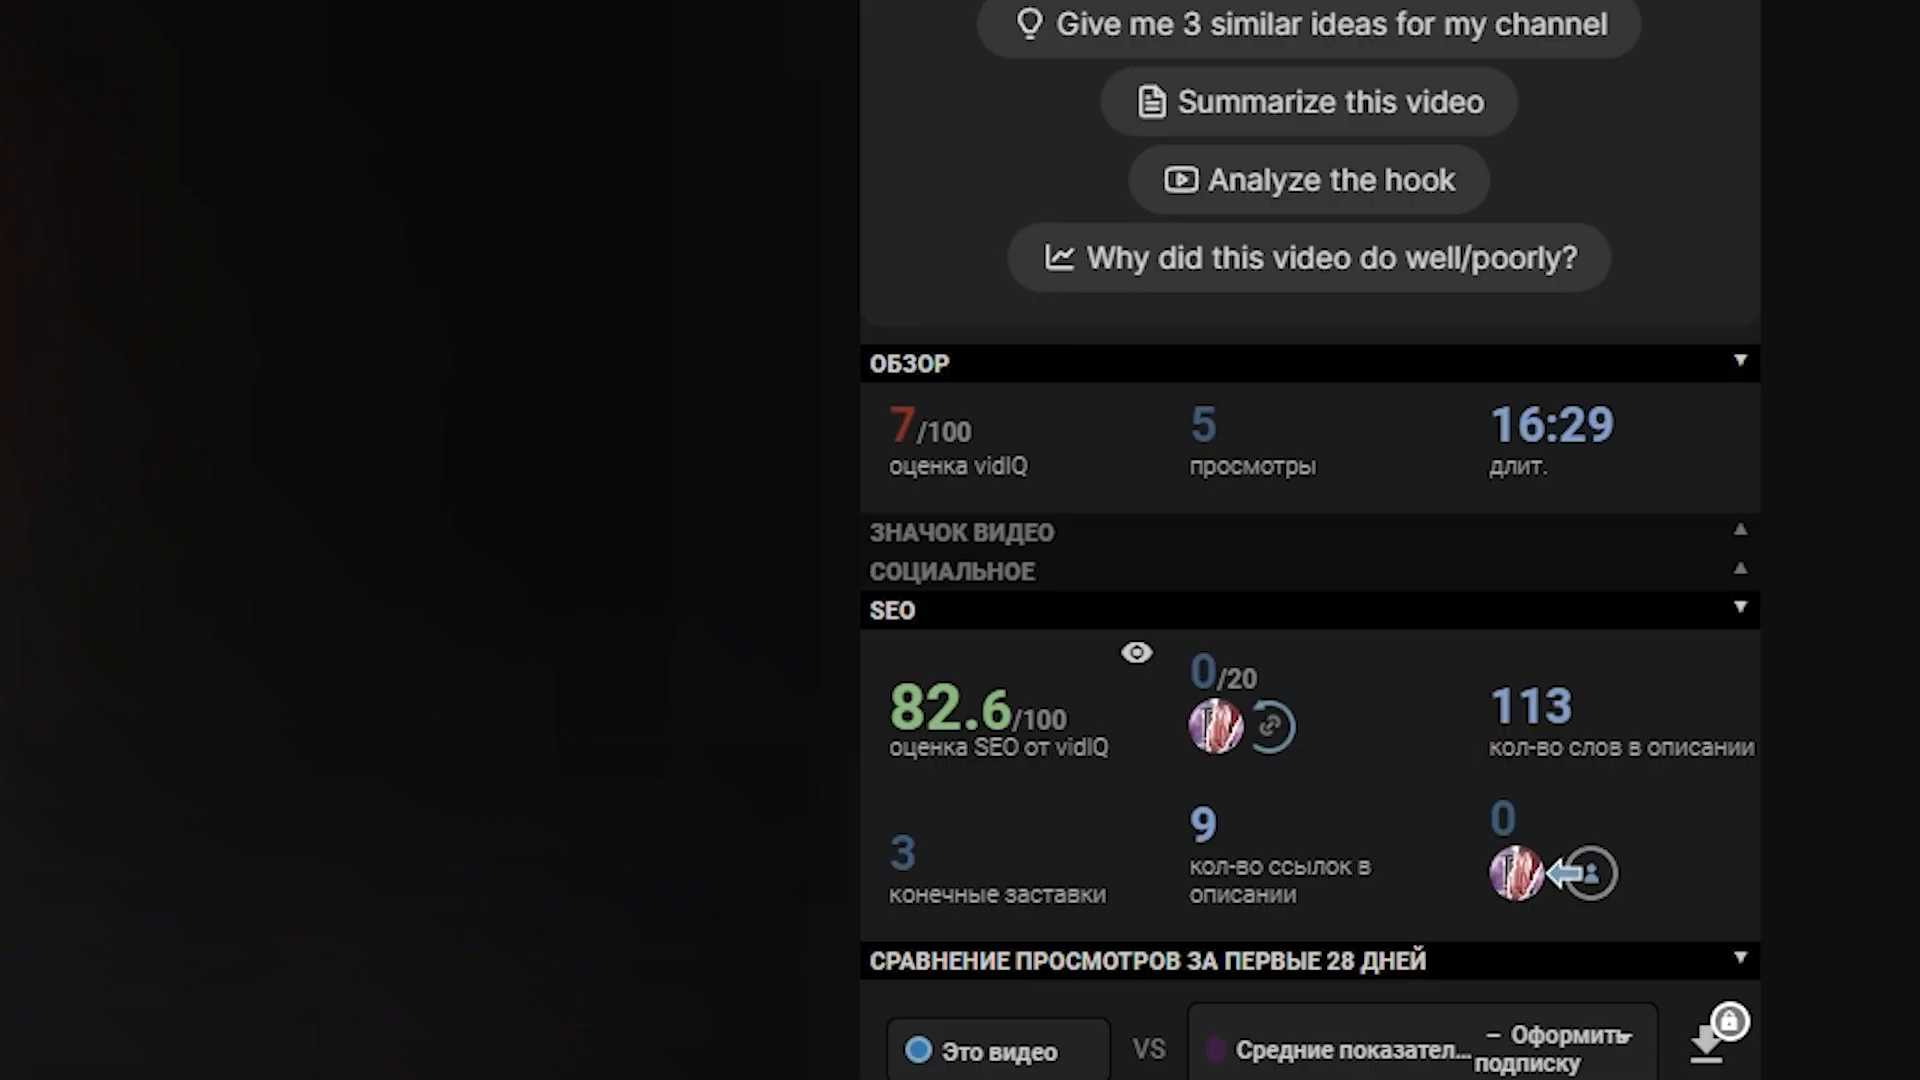 Give me 3 similar ideas for my channel
Summarize this video
Analyze the hook
Why did this video do well/poorly?
ОБЗОР
7/100
оценка vidIQ
5
просмотры
16:29
длит.
ЗНАЧОК ВИДЕО
СОЦИАЛЬНОЕ
SEO
82.6/100
оценка SEO от vidIQ
0/20
113
кол-во слов в описании
3
конечные заставки
9
кол-во ссылок в
описании
0
СРАВНЕНИЕ ПРОСМОТРОВ ЗА ПЕРВЫЕ 28 ДНЕЙ
Это видео
VS
Средние показател...
– Оформить
подписку